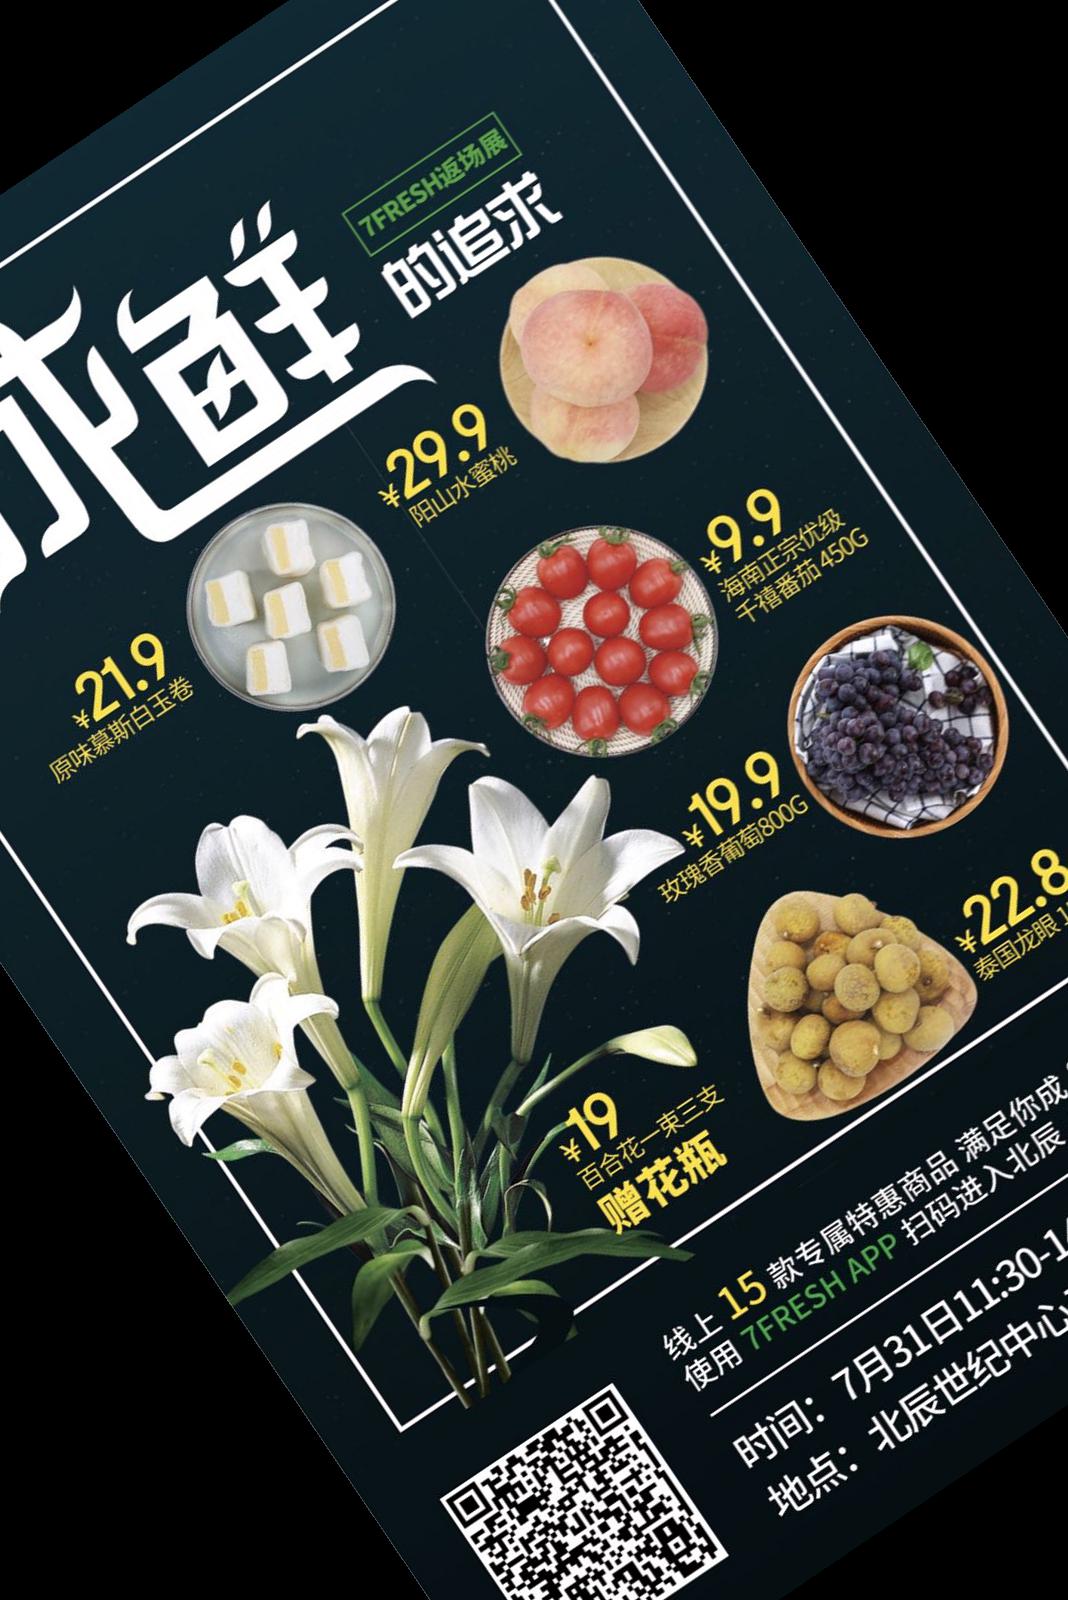 7FRESH返场展
成鲜
的追求
¥29.9
阳山水蜜桃
¥9.9
海南正宗优级
千禧番茄 450G
¥21.9
原味慕斯白玉卷
¥19.9
玫瑰香葡萄800G
¥22.8
泰国龙眼
¥19
百合花一束三支
赠花瓶
线上 15 款专属特惠商品 满足你成
使用 7FRESH APP 扫码进入北辰
时间：7月31日11:30-14
地点：北辰世纪中心